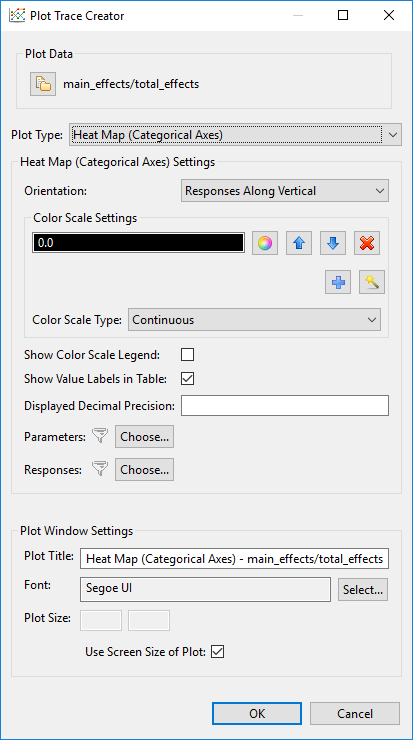 Plot Trace Creator
Plot Data
main_effects/total_effects
Plot Type: Heat Map (Categorical Axes)
Heat Map (Categorical Axes) Settings
Orientation: Responses Along Vertical
Color Scale Settings
0.0
Color Scale Type: Continuous
Show Color Scale Legend:
Show Value Labels in Table:
Displayed Decimal Precision:
Parameters: Choose...
Responses: Choose...
Plot Window Settings
Plot Title: Heat Map (Categorical Axes) - main_effects/total_effects
Font: Segoe UI Select...
Plot Size:
Use Screen Size of Plot:
OK Cancel